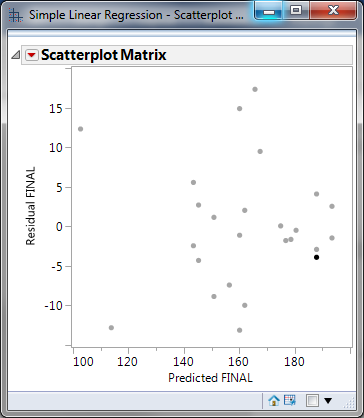 Simple Linear Regression - Scatterplot ...
Scatterplot Matrix
15
10
5
0
-5
-10
Residual FINAL
100 120 140 160 180
Predicted FINAL